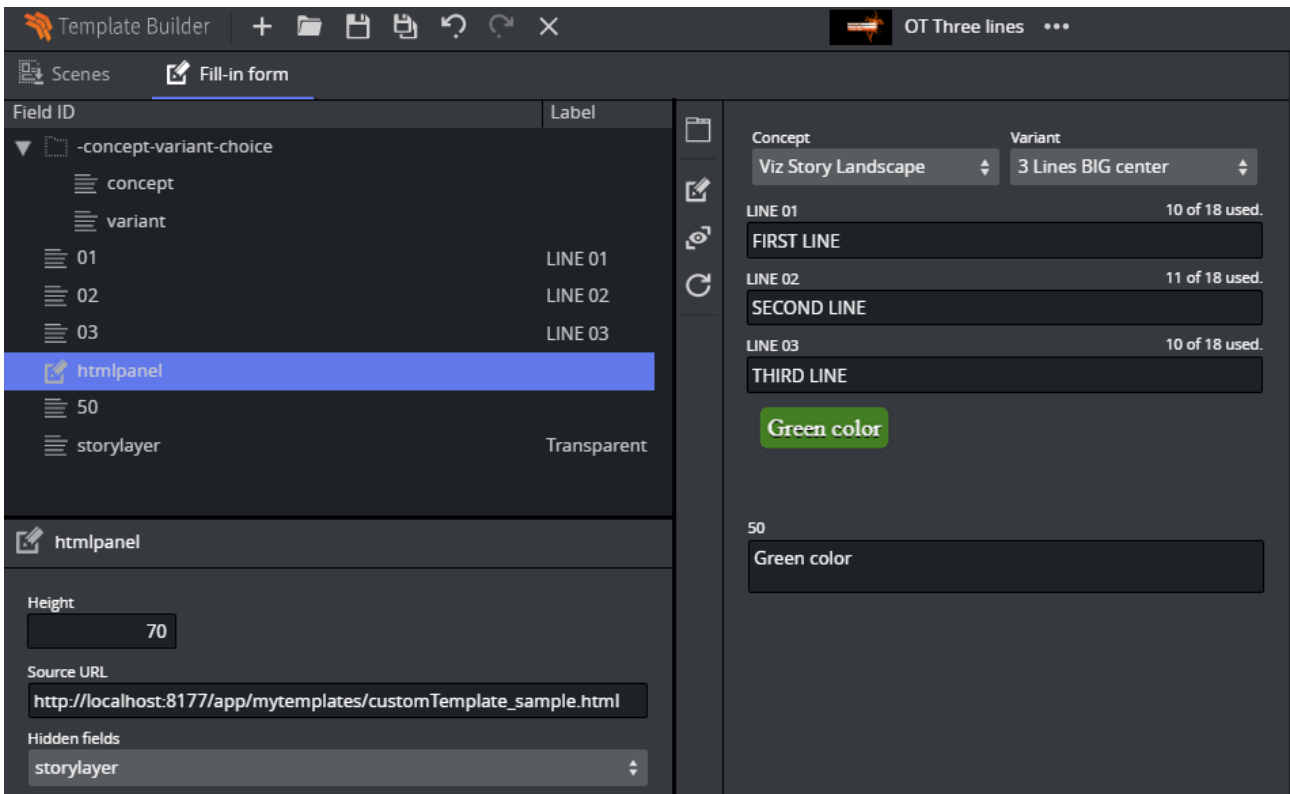 Template Builder
OT Three lines
Scenes
Fill-in form
Field ID Label
-concept-variant-choice
concept
variant
01 LINE 01
02 LINE 02
03 LINE 03
htmlpanel
50
storylayer Transparent
htmlpanel
Height
70
Source URL
http://localhost:8177/app/mytemplates/customTemplate_sample.html
Hidden fields
storylayer
Concept Variant
Viz Story Landscape 3 Lines BIG center
LINE 01 10 of 18 used.
FIRST LINE
LINE 02 11 of 18 used.
SECOND LINE
LINE 03 10 of 18 used.
THIRD LINE
Green color
50
Green color